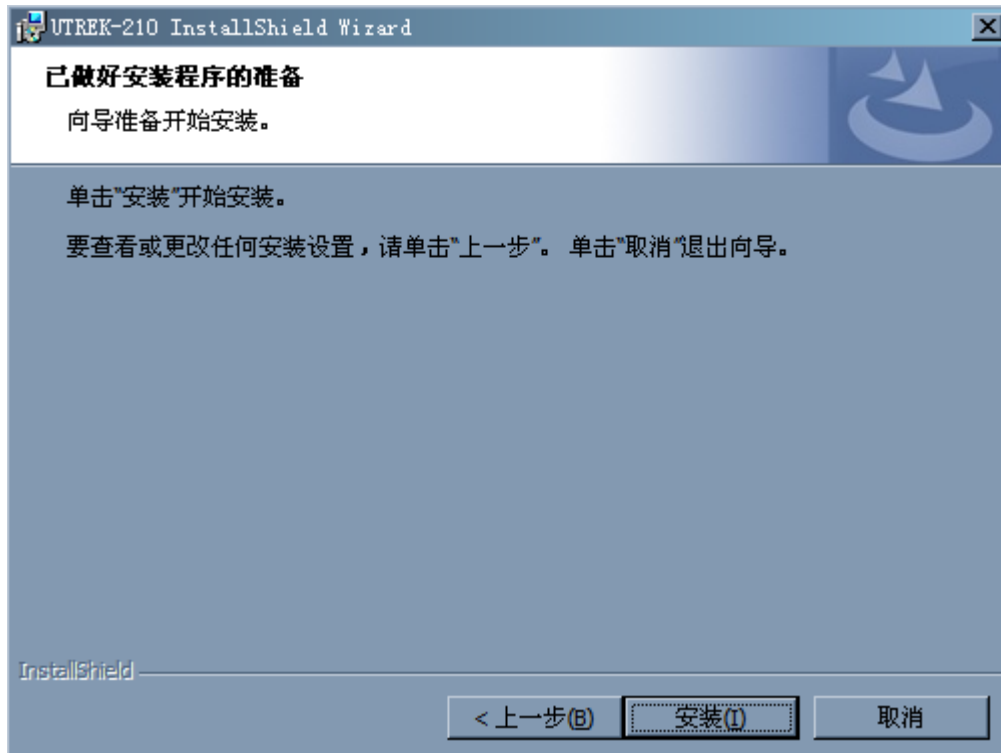 UTREK-210 InstallShield Wizard
已做好安装程序的准备
向导准备开始安装。
单击"安装"开始安装。
要查看或更改任何安装设置，请单击"上一步"。 单击"取消"退出向导。
InstallShield
< 上一步(B) 安装(I) 取消